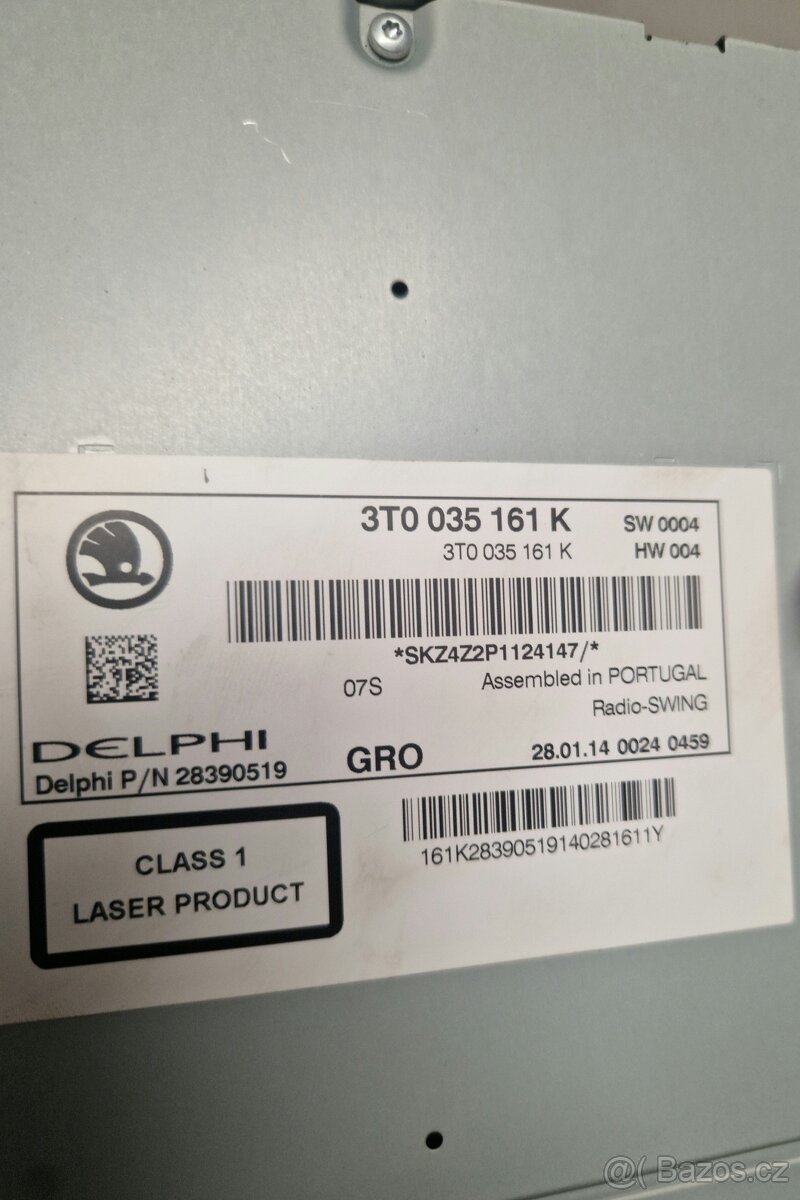 3T0 035 161 K SW 0004
3T0 035 161 K HW 004
*SKZ4Z2P1124147/*
07S Assembled in PORTUGAL
Radio-SWING
DELPHI
Delphi P/N 28390519 GRO 28.01.14 0024 0459
161K28390519140281611Y
CLASS 1
LASER PRODUCT
@( Bazos.cz